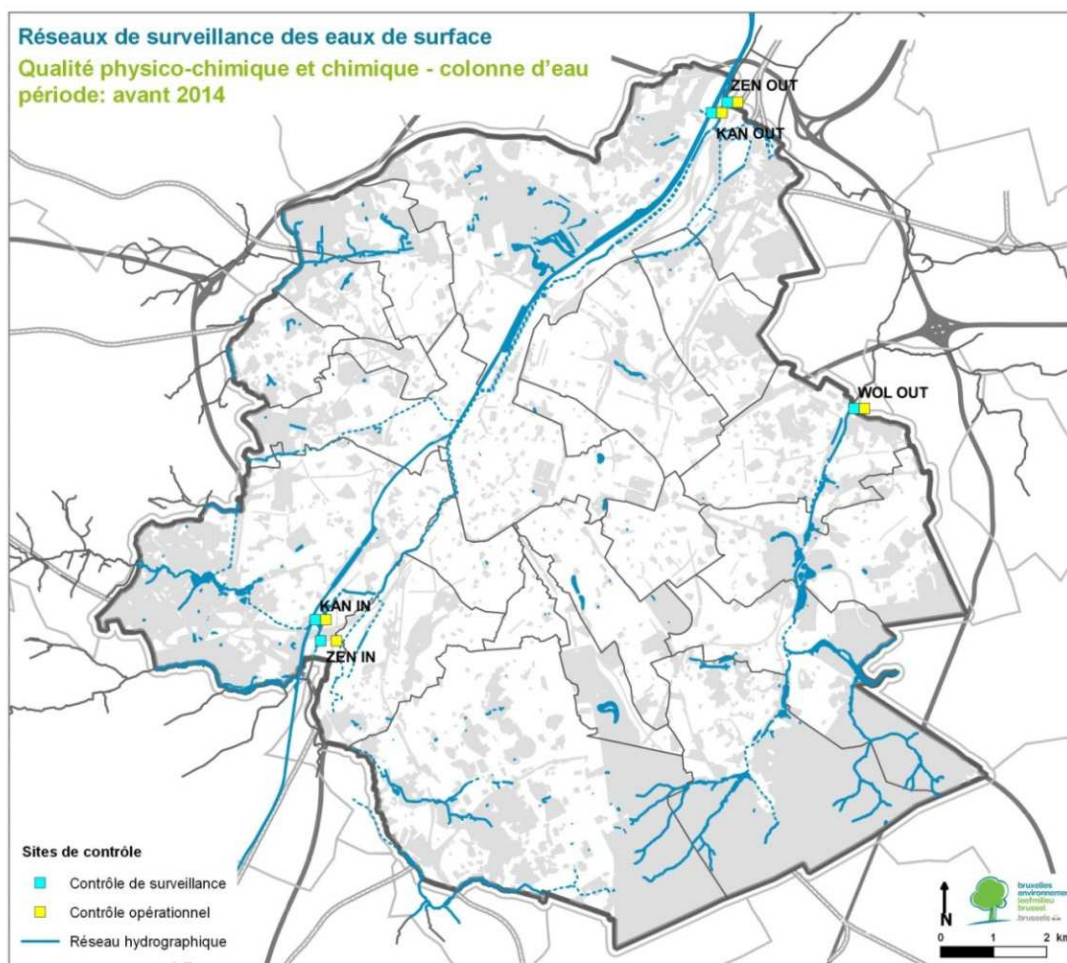 Réseaux de surveillance des eaux de surface
Qualité physico-chimique et chimique - colonne d'eau
période: avant 2014
ZEN OUT
KAN OUT
WOL OUT
KAN IN
ZEN IN
Sites de contrôle
Contrôle de surveillance
Contrôle opérationnel
Réseau hydrographique
N
bruxelles
environnement
leefmilieu
brussel
.brussels
0 1 2 km